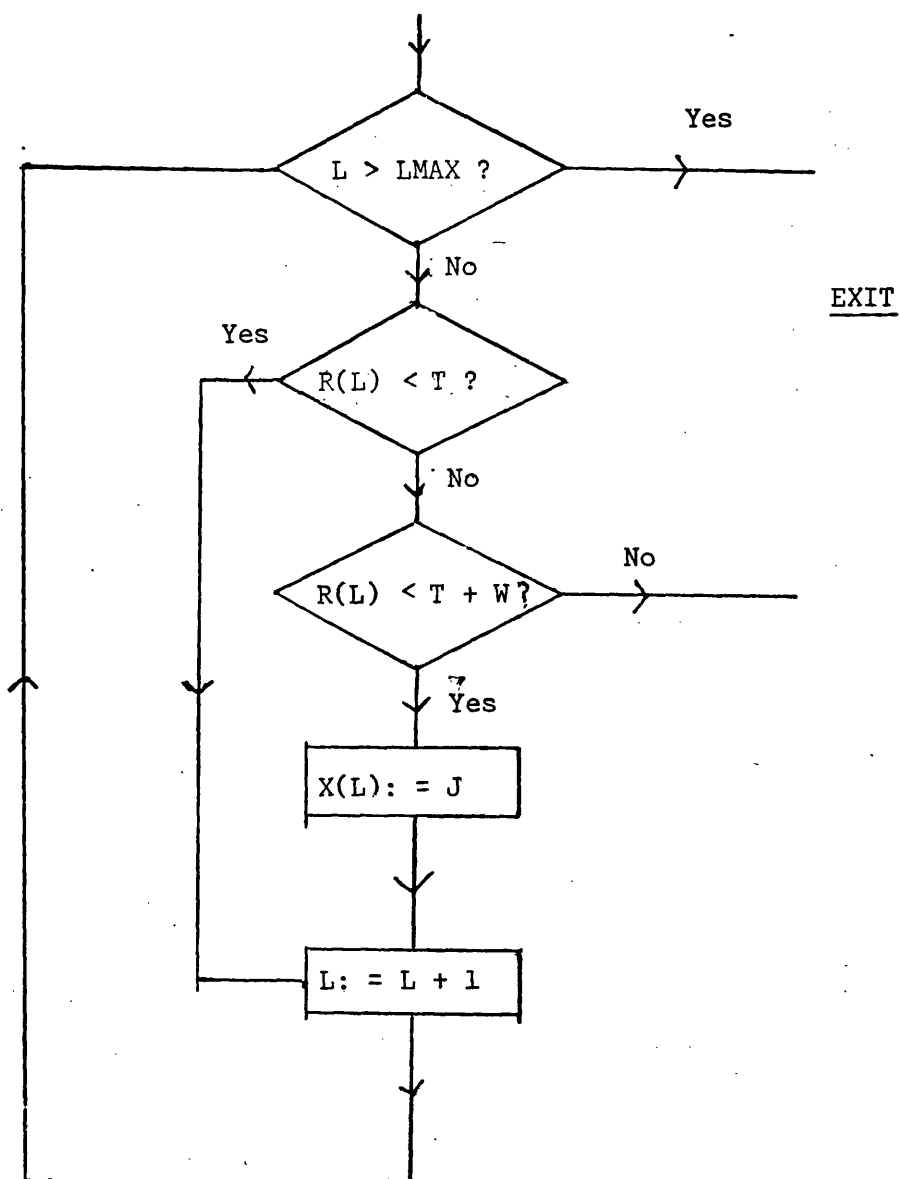 Yes
L > LMAX ?
No
EXIT
Yes
R(L) < T ?
No
No
R(L) < T + W?
Yes
X(L): = J
L: = L + 1